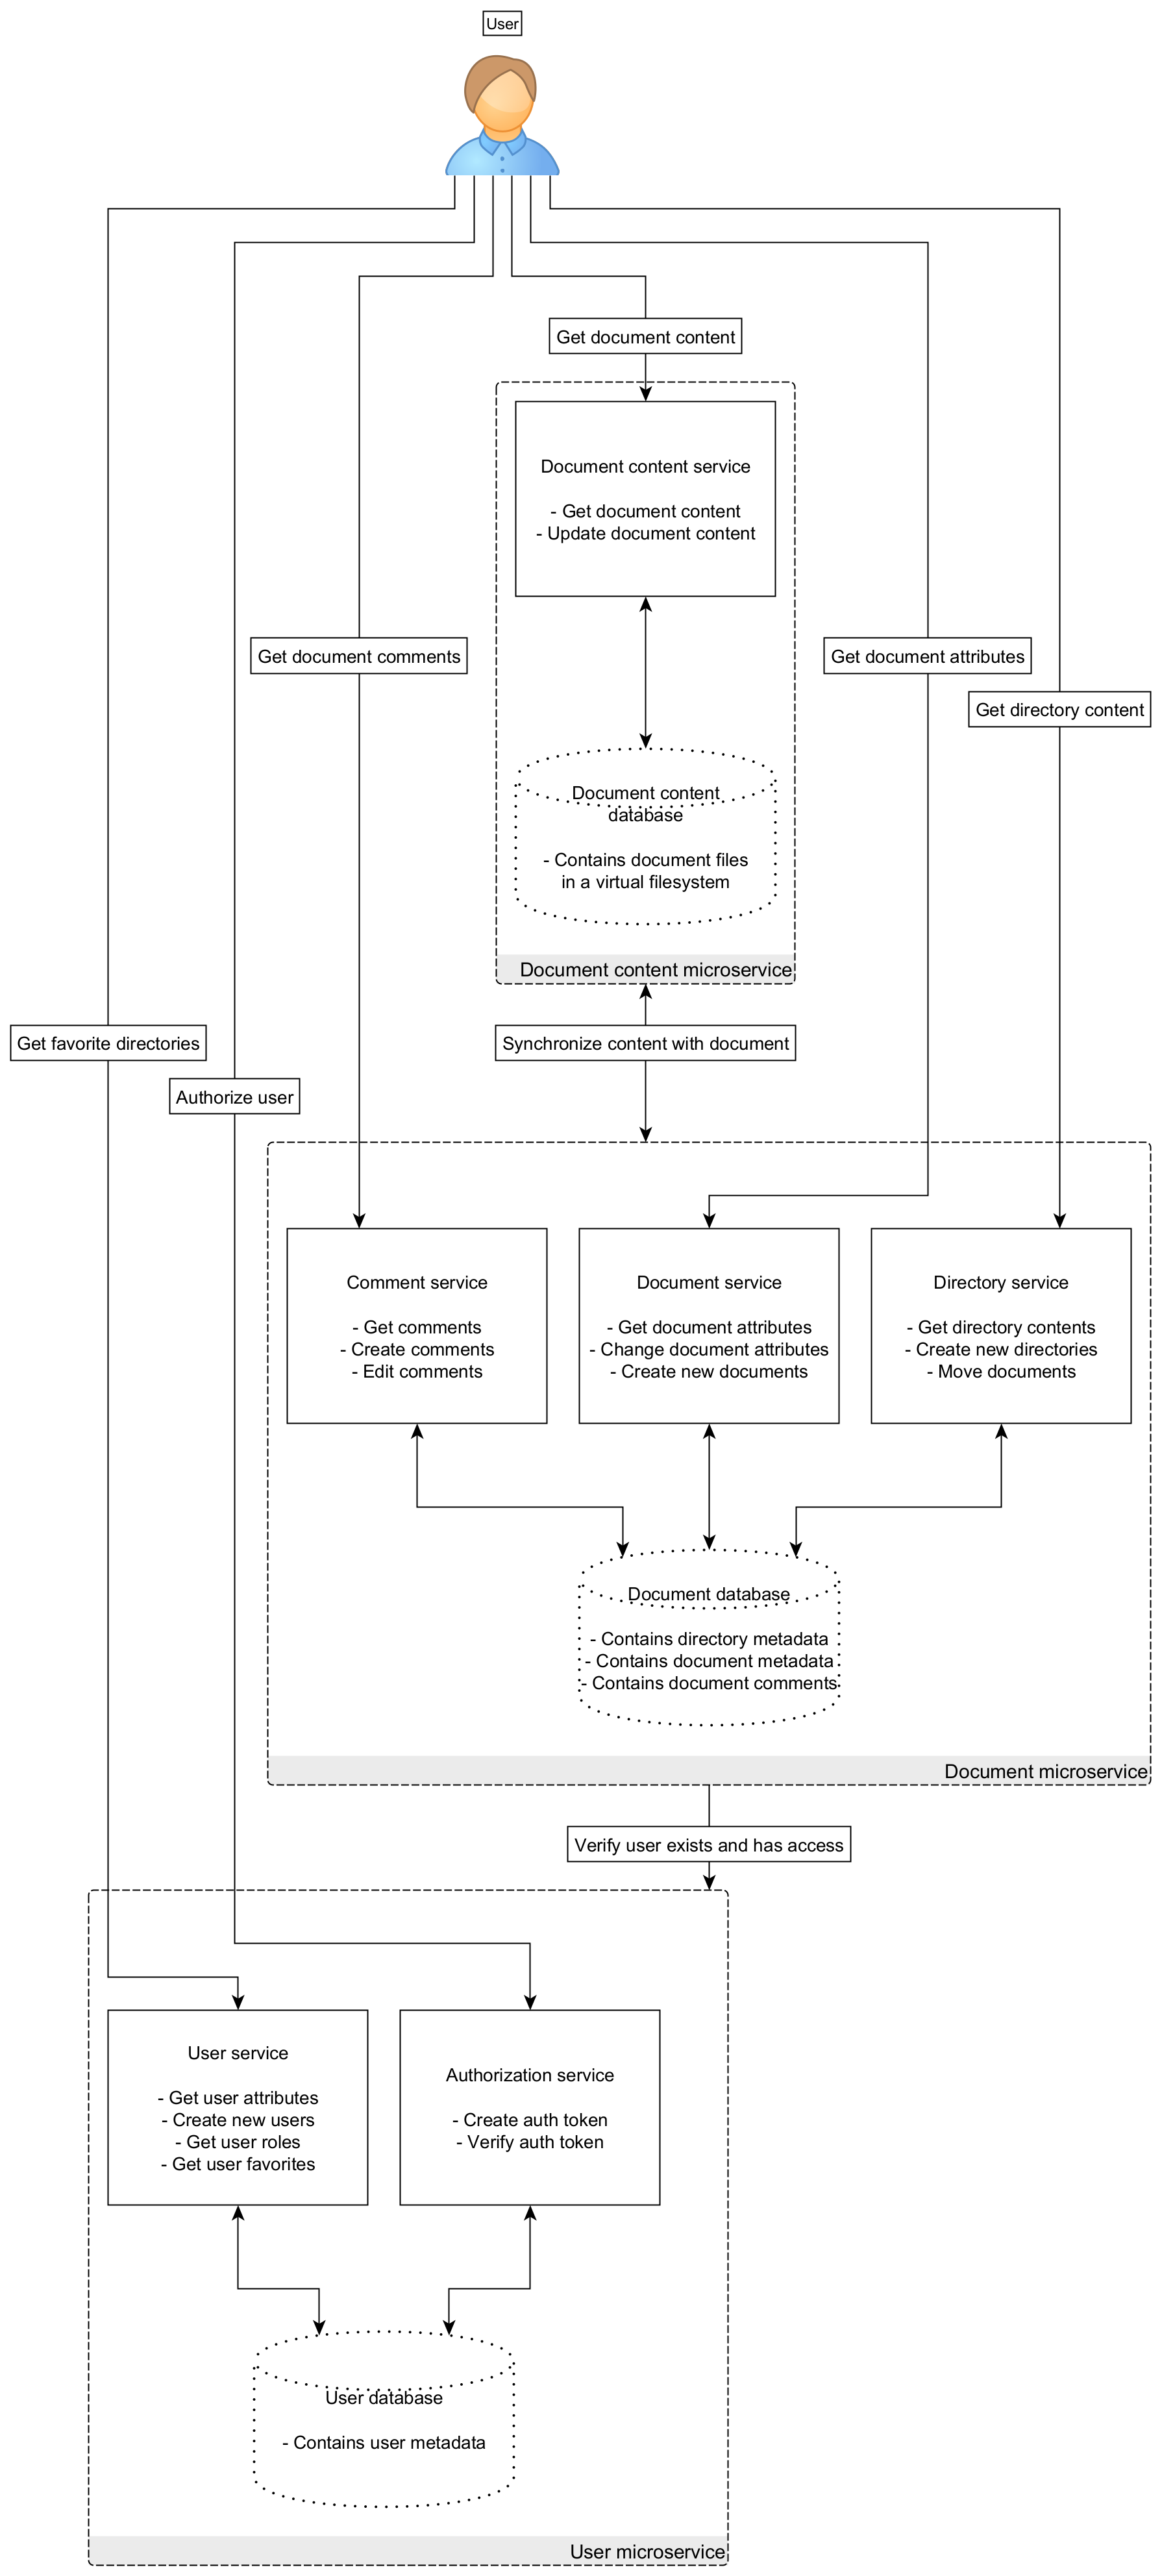 User
Get document content
Document content service
- Get document content
- Update document content
Get document comments
Get document attributes
Get directory content
Document content
database
- Contains document files
in a virtual filesystem
Document content microservice
Get favorite directories
Synchronize content with document
Authorize user
Comment service
- Get comments
- Create comments
- Edit comments
Document service
- Get document attributes
- Change document attributes
- Create new documents
Directory service
- Get directory contents
- Create new directories
- Move documents
Document database
- Contains directory metadata
- Contains document metadata
- Contains document comments
Document microservice
Verify user exists and has access
User service
- Get user attributes
- Create new users
- Get user roles
- Get user favorites
Authorization service
- Create auth token
- Verify auth token
User database
- Contains user metadata
User microservice